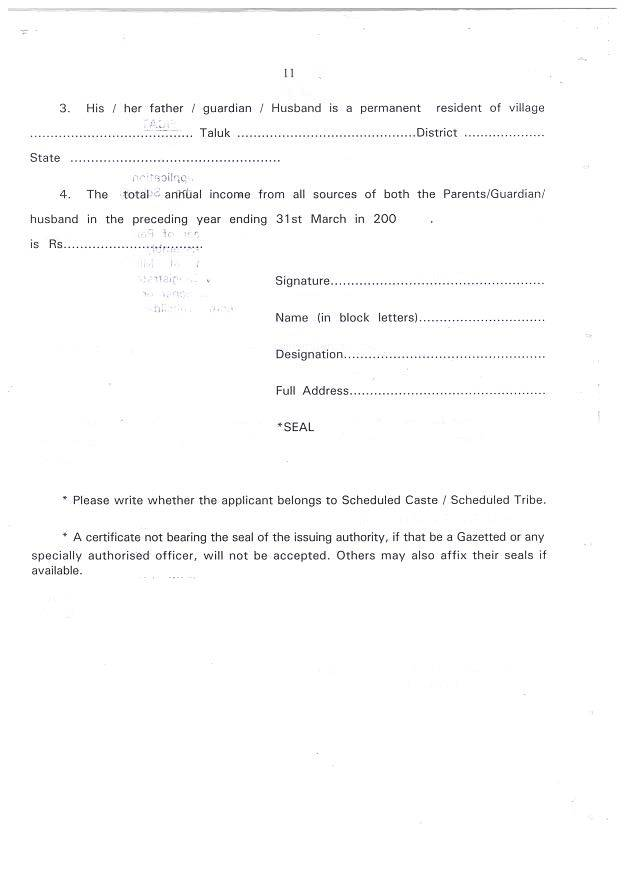 11
3. His / her father / guardian / Husband is a permanent resident of village
....................................... Taluk ...........................................District ...................
State ...................................................
4. The total annual income from all sources of both the Parents/Guardian/
husband in the preceding year ending 31st March in 200 .
is Rs..................................
Signature....................................................
Name (in block letters)..............................
Designation.................................................
Full Address................................................
*SEAL
* Please write whether the applicant belongs to Scheduled Caste / Scheduled Tribe.
* A certificate not bearing the seal of the issuing authority, if that be a Gazetted or any
specially authorised officer, will not be accepted. Others may also affix their seals if
available.